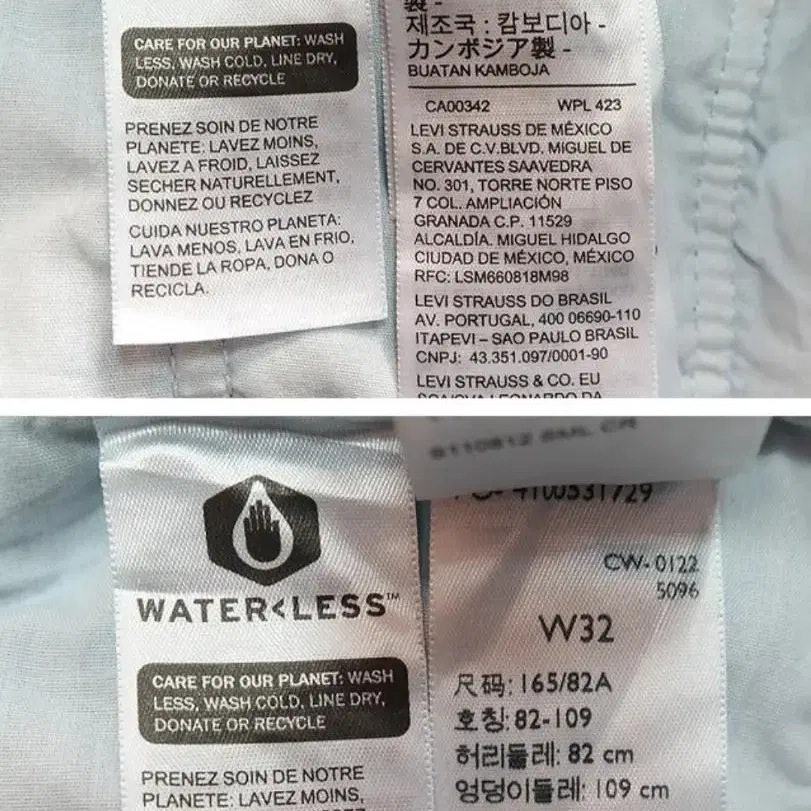 CARE FOR OUR PLANET: WASH
LESS, WASH COLD, LINE DRY,
DONATE OR RECYCLE
PRENEZ SOIN DE NOTRE
PLANETE: LAVEZ MOINS,
LAVEZ A FROID, LAISSEZ
SECHER NATURELLEMENT,
DONNEZ OU RECYCLEZ
CUIDA NUESTRO PLANETA:
LAVA MENOS, LAVA EN FRIO,
TIENDE LA ROPA, DONA O
RECICLA.
製 -
제조국 : 캄보디아 -
カンボジア製 -
BUATAN KAMBOJA
CA00342 WPL 423
LEVI STRAUSS DE MÉXICO
S.A. DE C.V.BLVD. MIGUEL DE
CERVANTES SAAVEDRA
NO. 301, TORRE NORTE PISO
7 COL. AMPLIACIÓN
GRANADA C.P. 11529
ALCALDÍA. MIGUEL HIDALGO
CIUDAD DE MÉXICO, MÉXICO
RFC: LSM660818M98
LEVI STRAUSS DO BRASIL
AV. PORTUGAL, 400 06690-110
ITAPEVI – SAO PAULO BRASIL
CNPJ: 43.351.097/0001-90
LEVI STRAUSS & CO. EU
WATER<LESS™
CARE FOR OUR PLANET: WASH
LESS, WASH COLD, LINE DRY,
DONATE OR RECYCLE
PRENEZ SOIN DE NOTRE
PLANETE: LAVEZ MOINS,
CW-0122
5096
W32
尺码: 165/82A
호칭: 82-109
허리둘레: 82 cm
엉덩이둘레: 109 cm